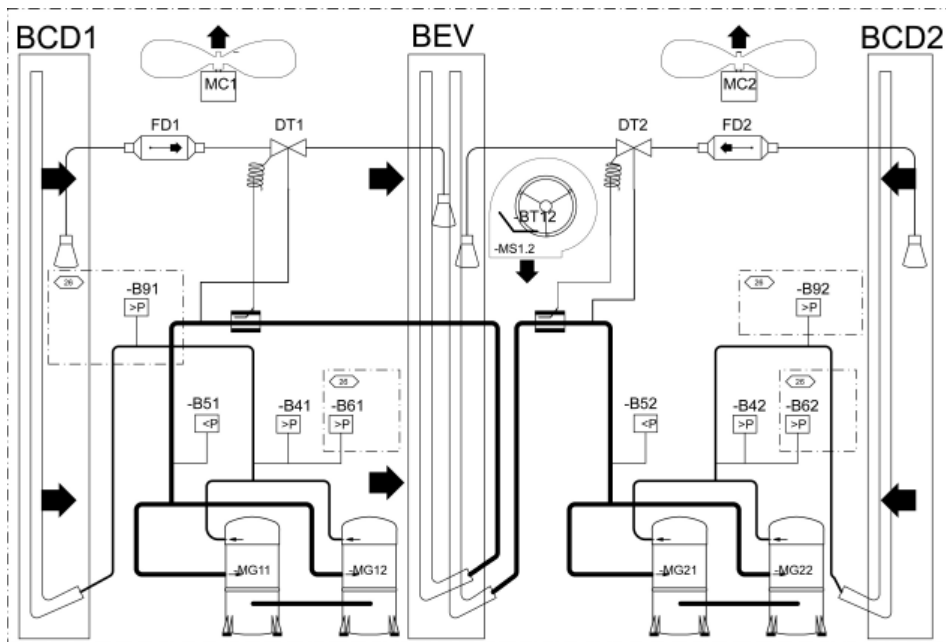 BCD1
BEV
BCD2
MC1
MC2
FD1
DT1
DT2
FD2
-BT12
-MS1.2
26
-B91
26
-B92
26
-B51
-B41
-B61
>P
<P
>P
>P
26
-B52
-B42
-B62
>P
<P
>P
>P
-MG11
-MG12
-MG21
-MG22